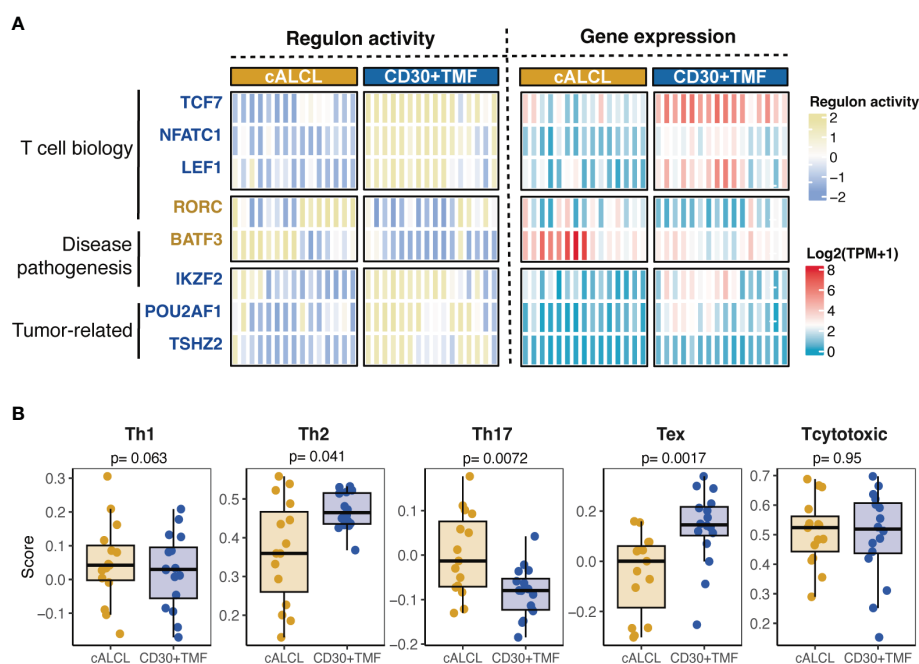 A
Regulon activity
Gene expression
cALCL
CD30+TMF
cALCL
CD30+TMF
T cell biology
Disease
pathogenesis
Tumor-related
TCF7
NFATC1
LEF1
RORC
BATF3
IKZF2
POU2AF1
TSHZ2
Regulon activity
2
1
0
−1
−2
Log2(TPM+1)
8
6
4
2
0
B
Th1
p= 0.063
Th2
p= 0.041
Th17
p= 0.0072
Tex
p= 0.0017
Tcytotoxic
p= 0.95
Score
0.3
0.2
0.1
0.0
−0.1
cALCL
CD30+TMF
0.5
0.4
0.3
0.2
cALCL
CD30+TMF
0.1
0.0
−0.1
−0.2
cALCL
CD30+TMF
0.2
0.0
−0.2
cALCL
CD30+TMF
0.7
0.6
0.5
0.4
0.3
0.2
cALCL
CD30+TMF